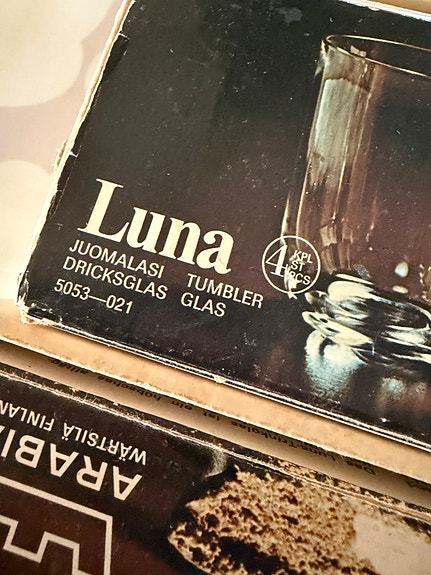 Luna
JUOMALASI TUMBLER
DRICKSGLAS GLAS
5053—021
4 KPL
ST
PCS
ARABIA
WÄRTSILÄ FINLAND